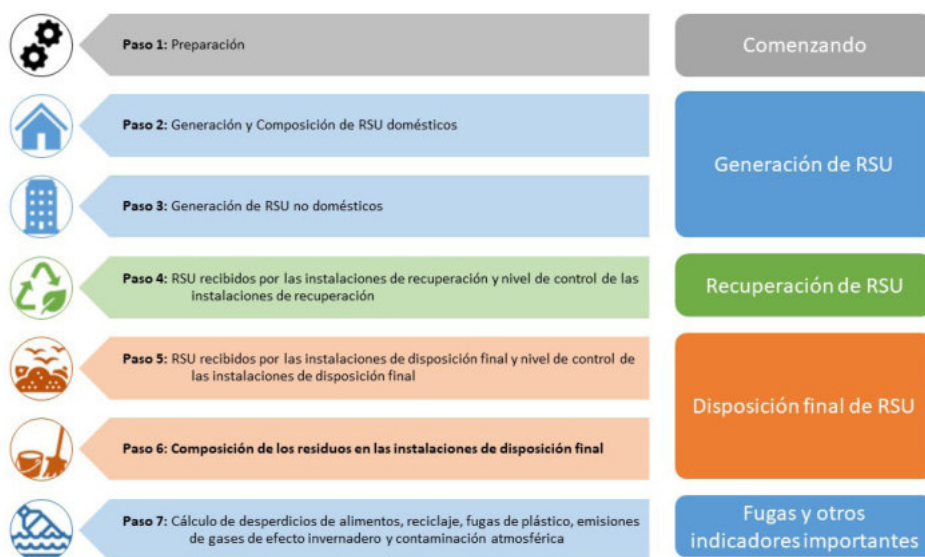 Paso 1: Preparación
Comenzando
Paso 2: Generación y Composición de RSU domésticos
Generación de RSU
Paso 3: Generación de RSU no domésticos
Paso 4: RSU recibidos por las instalaciones de recuperación y nivel de control de las
instalaciones de recuperación
Recuperación de RSU
Paso 5: RSU recibidos por las instalaciones de disposición final y nivel de control de
las instalaciones de disposición final
Disposición final de RSU
Paso 6: Composición de los residuos en las instalaciones de disposición final
Paso 7: Cálculo de desperdicios de alimentos, reciclaje, fugas de plástico, emisiones
de gases de efecto invernadero y contaminación atmosférica
Fugas y otros
indicadores importantes